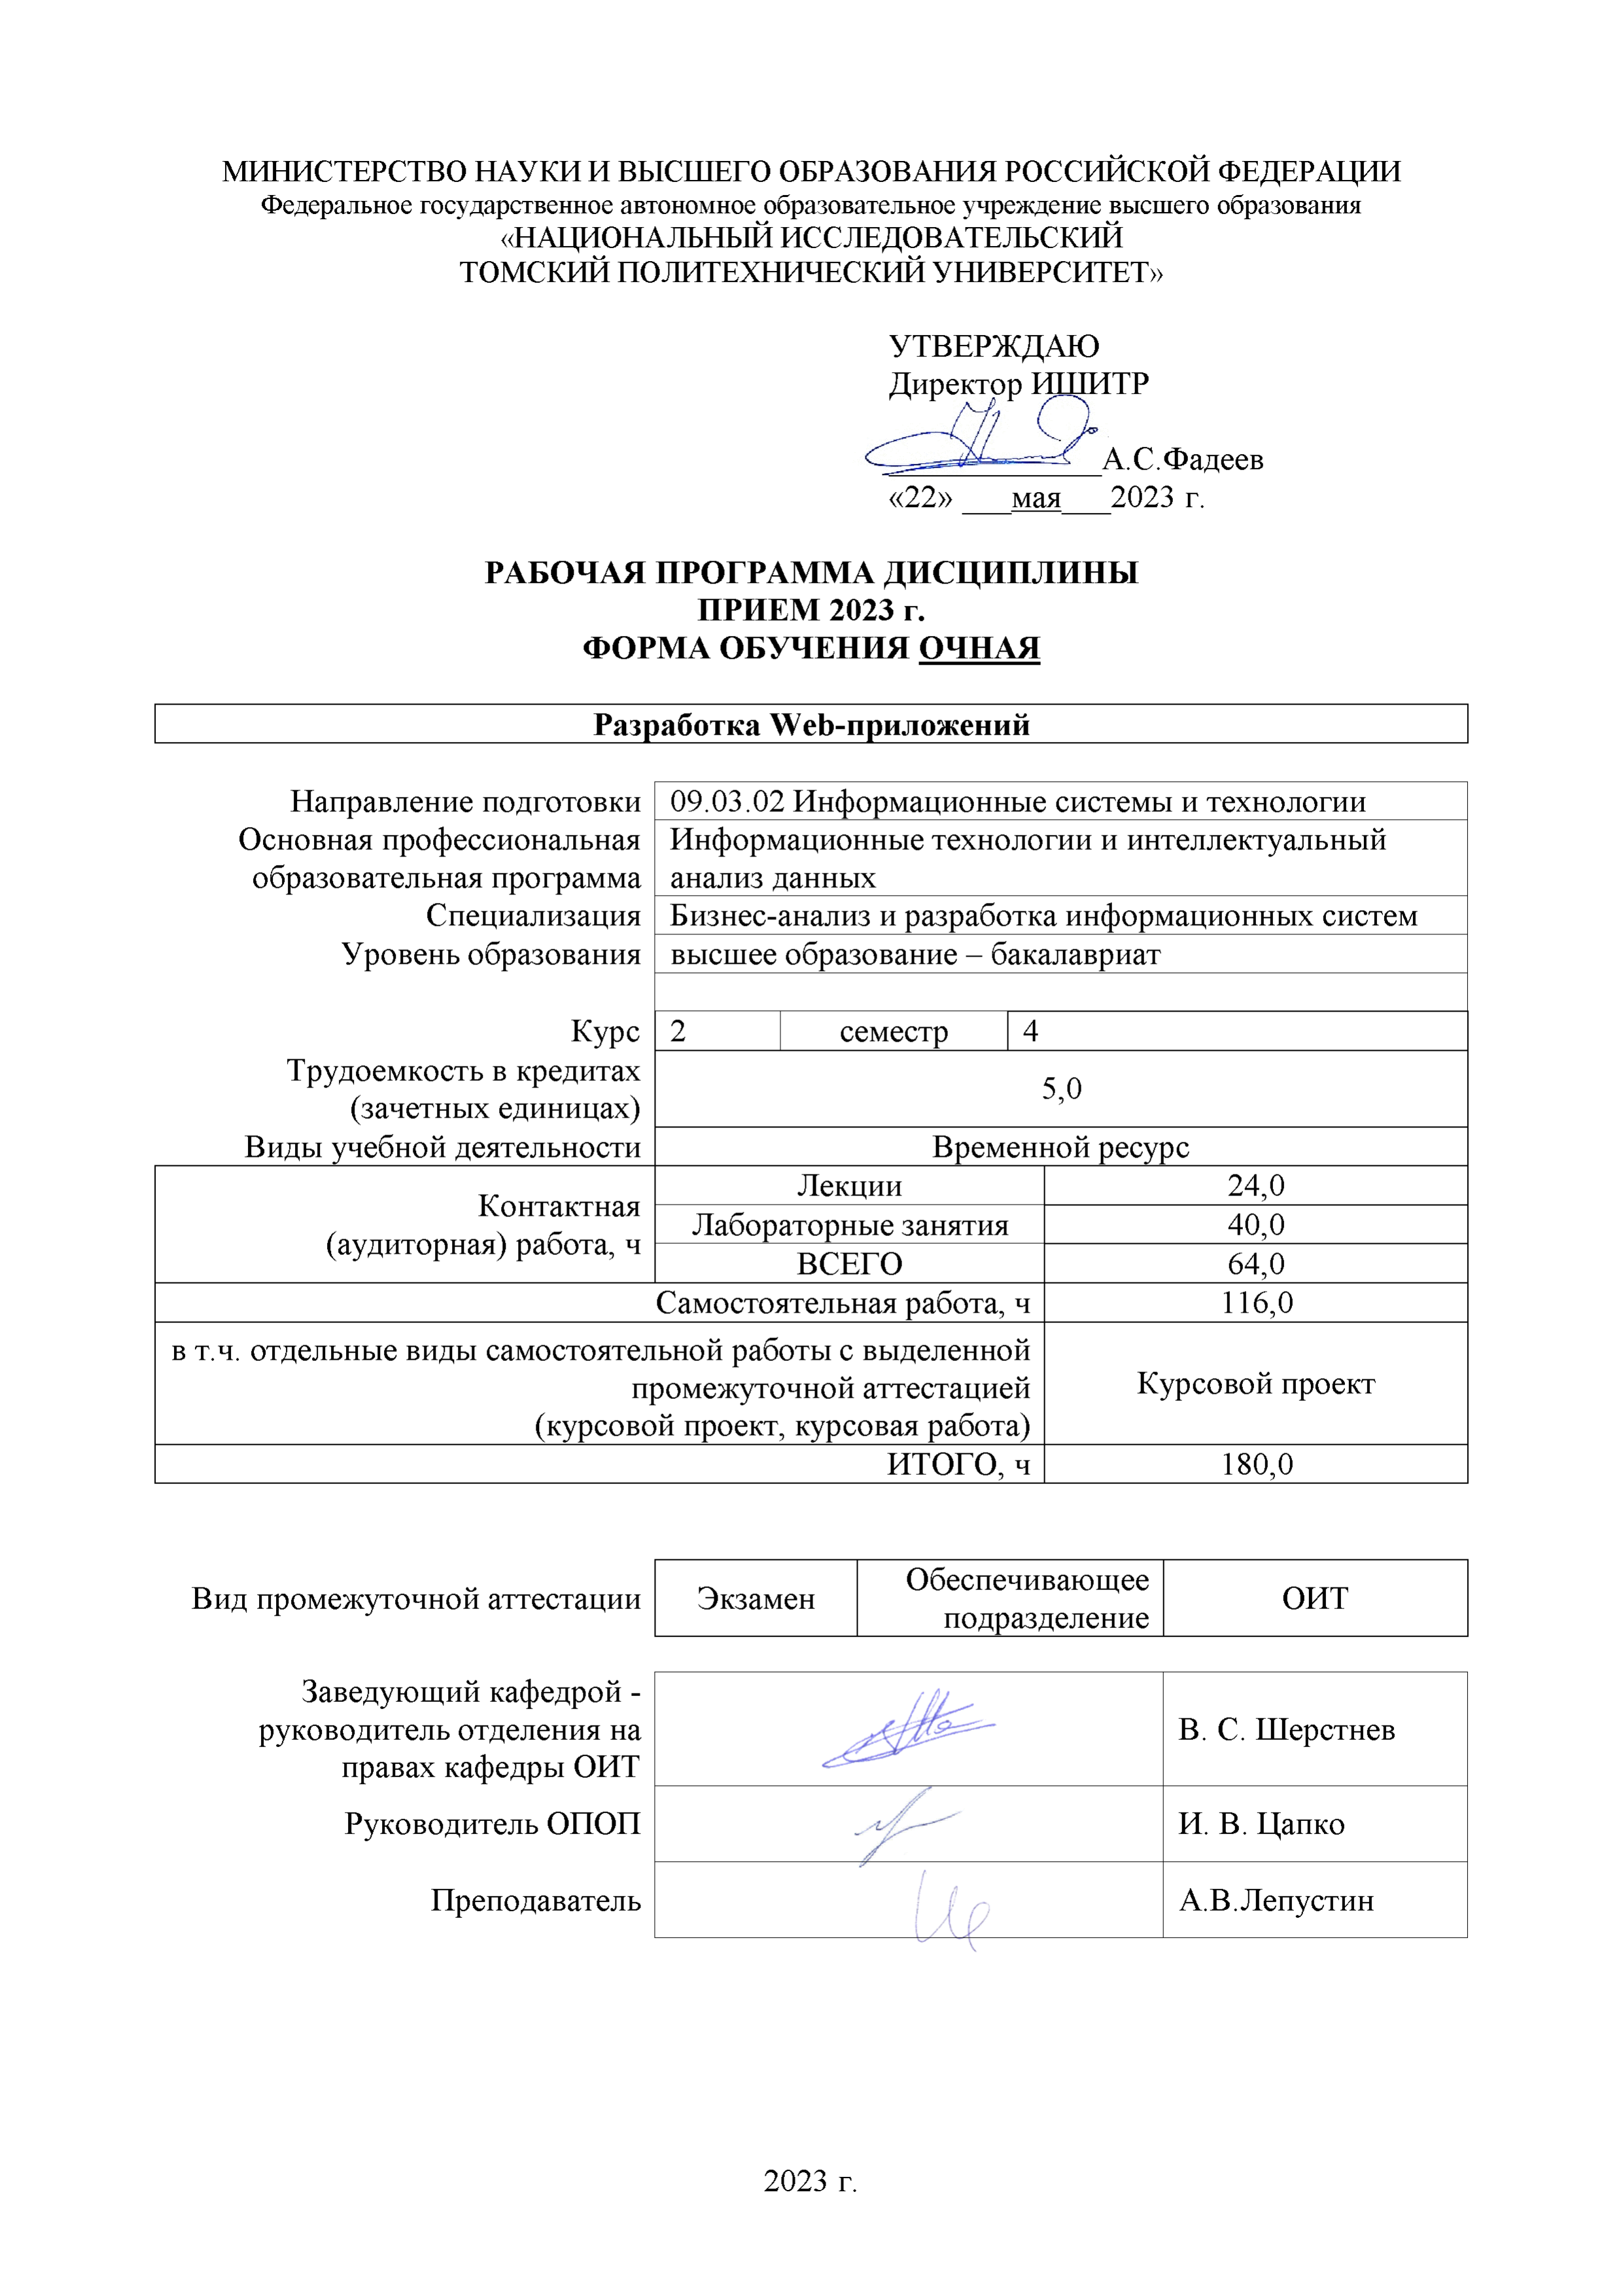 МИНИСТЕРСТВО НАУКИ И ВЫСШЕГО ОБРАЗОВАНИЯ РОССИЙСКОЙ ФЕДЕРАЦИИ
Федеральное государственное автономное образовательное учреждение высшего образования
«НАЦИОНАЛЬНЫЙ ИССЛЕДОВАТЕЛЬСКИЙ
ТОМСКИЙ ПОЛИТЕХНИЧЕСКИЙ УНИВЕРСИТЕТ»
УТВЕРЖДАЮ
Директор ИШИТР
А.С.Фадеев
«22» ___мая___2023 г.
РАБОЧАЯ ПРОГРАММА ДИСЦИПЛИНЫ
ПРИЕМ 2023 г.
ФОРМА ОБУЧЕНИЯ ОЧНАЯ
Разработка Web-приложений
Направление подготовки 09.03.02 Информационные системы и технологии
Основная профессиональная Информационные технологии и интеллектуальный
образовательная программа анализ данных
Специализация Бизнес-анализ и разработка информационных систем
Уровень образования высшее образование – бакалавриат
Курс 2 семестр 4
Трудоемкость в кредитах
(зачетных единицах) 5,0
Виды учебной деятельности Временной ресурс
Контактная
(аудиторная) работа, ч
Лекции 24,0
Лабораторные занятия 40,0
ВСЕГО 64,0
Самостоятельная работа, ч 116,0
в т.ч. отдельные виды самостоятельной работы с выделенной
промежуточной аттестацией
(курсовой проект, курсовая работа)
Курсовой проект
ИТОГО, ч 180,0
Вид промежуточной аттестации Экзамен
Обеспечивающее
подразделение
ОИТ
Заведующий кафедрой -
руководитель отделения на
правах кафедры ОИТ
В. С. Шерстнев
Руководитель ОПОП И. В. Цапко
Преподаватель А.В.Лепустин
2023 г.